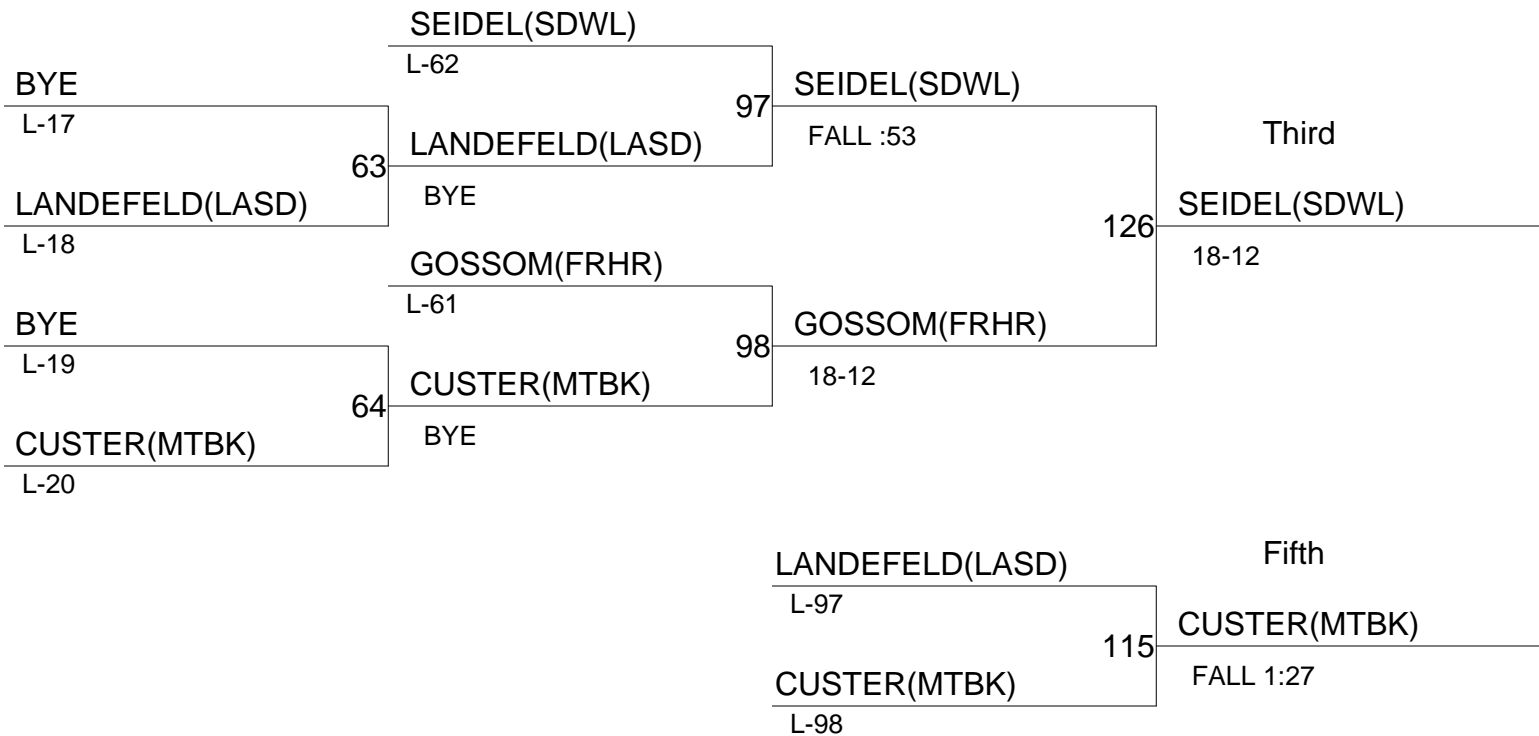 SEIDEL(SDWL)
L-62
BYE
L-17
97
SEIDEL(SDWL)
FALL :53
Third
63
LANDEFELD(LASD)
BYE
LANDEFELD(LASD)
L-18
126
SEIDEL(SDWL)
18-12
GOSSOM(FRHR)
L-61
BYE
L-19
98
GOSSOM(FRHR)
18-12
64
CUSTER(MTBK)
BYE
CUSTER(MTBK)
L-20
LANDEFELD(LASD)
L-97
Fifth
115
CUSTER(MTBK)
FALL 1:27
CUSTER(MTBK)
L-98